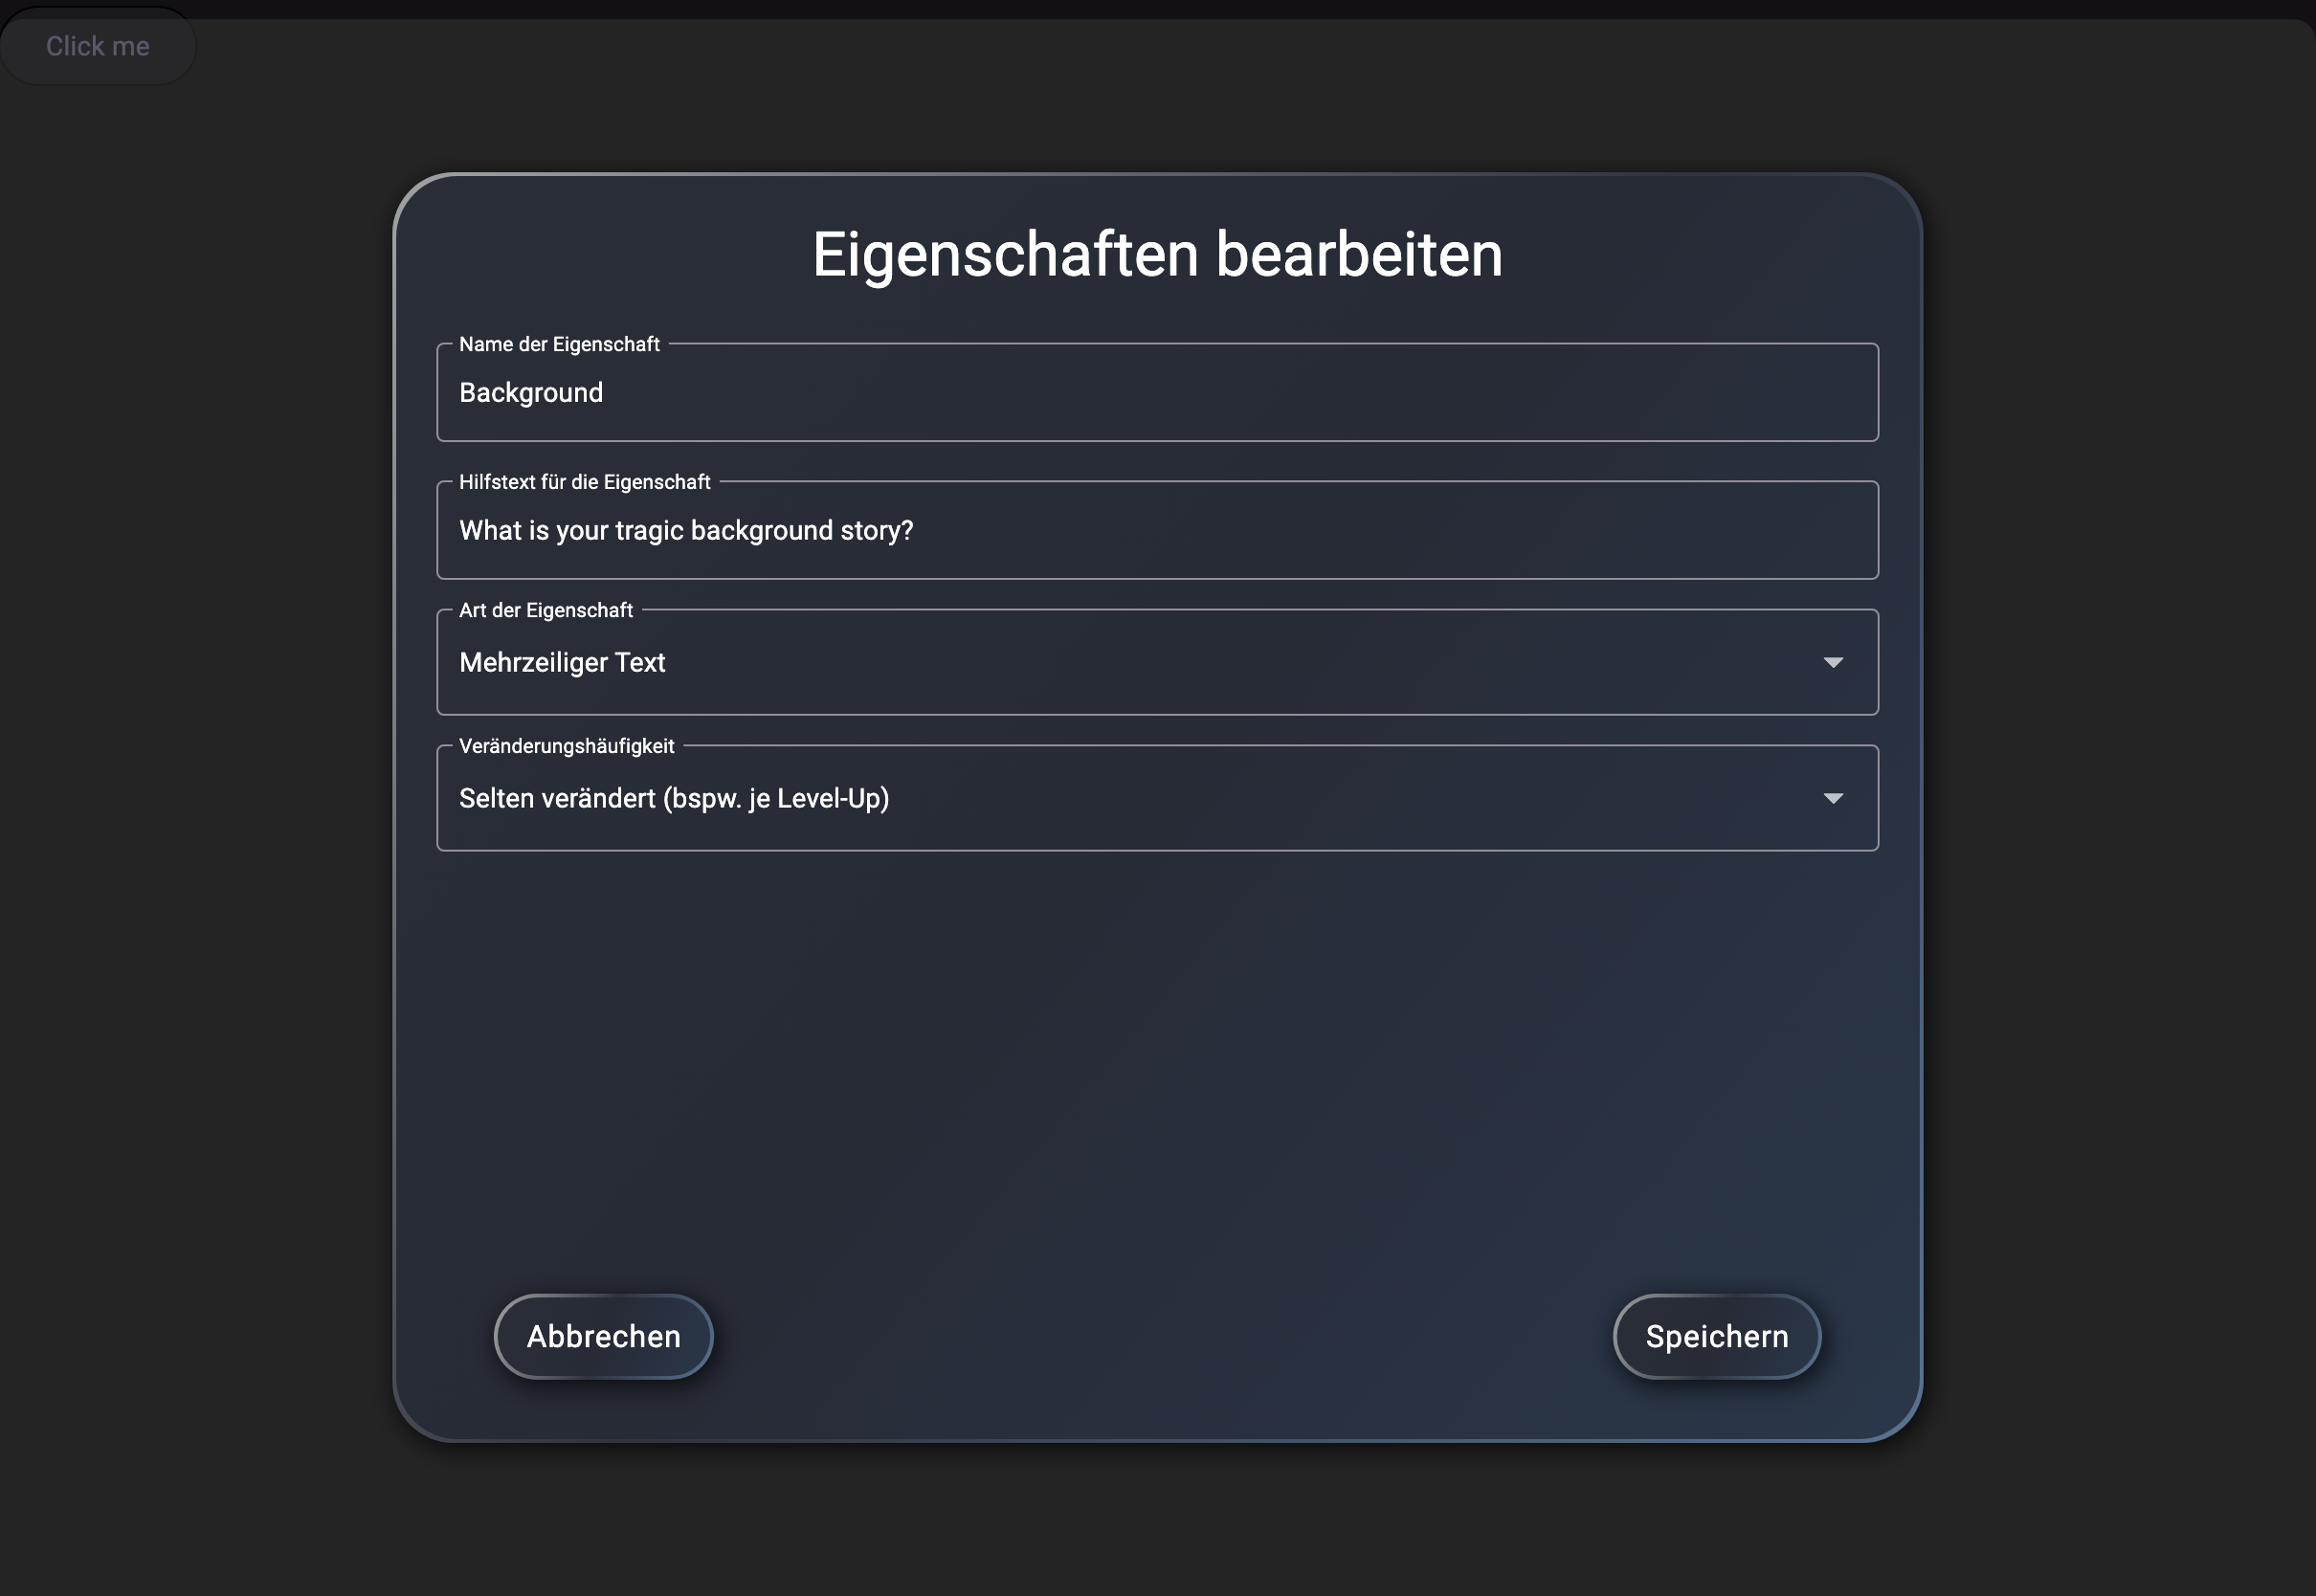 Click me
Eigenschaften bearbeiten
Name der Eigenschaft
Background
Hilfstext für die Eigenschaft
What is your tragic background story?
Art der Eigenschaft
Mehrzeiliger Text
Veränderungshäufigkeit
Selten verändert (bspw. je Level-Up)
Abbrechen
Speichern